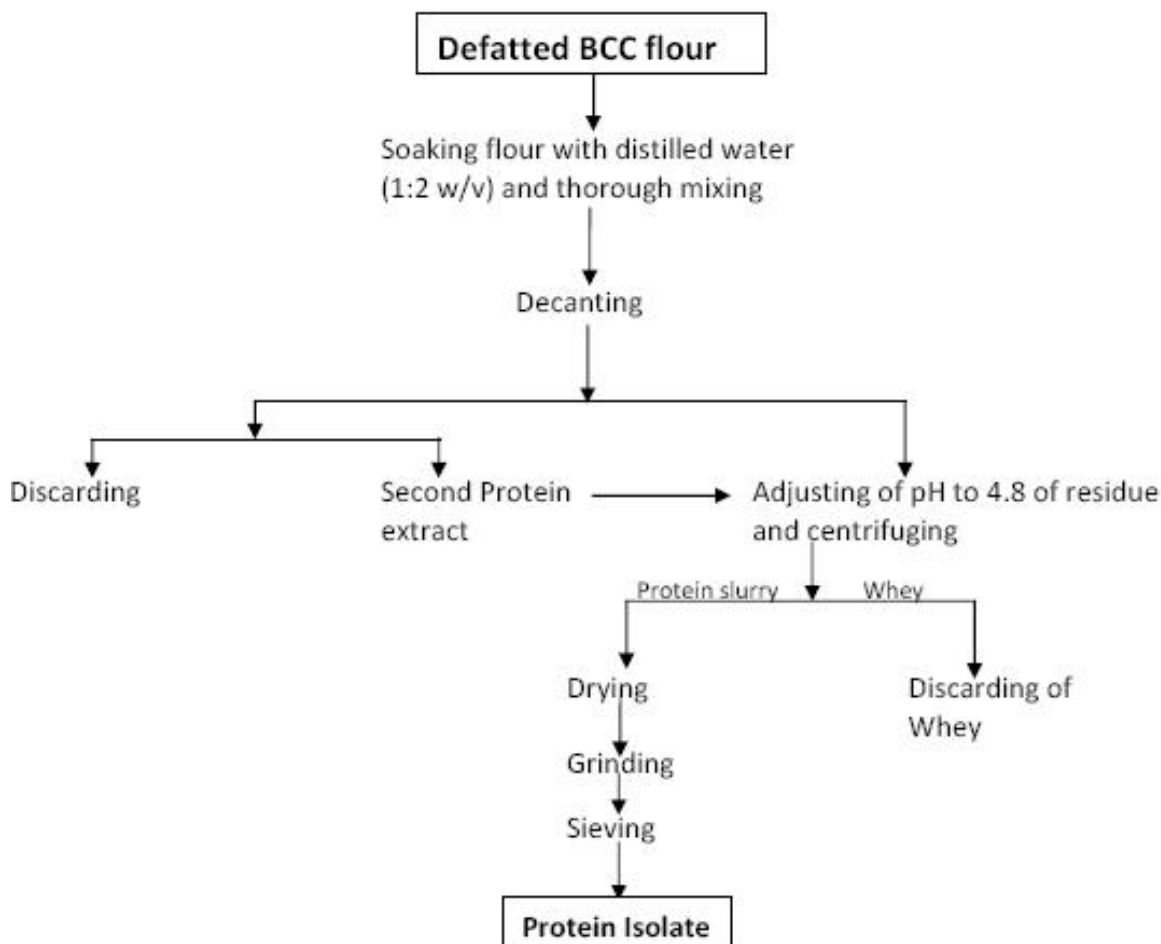 Defatted BCC flour
Soaking flour with distilled water
(1:2 w/v) and thorough mixing
Decanting
Discarding
Second Protein
extract
Adjusting of pH to 4.8 of residue
and centrifuging
Protein slurry
Whey
Drying
Discarding of
Whey
Grinding
Sieving
Protein Isolate